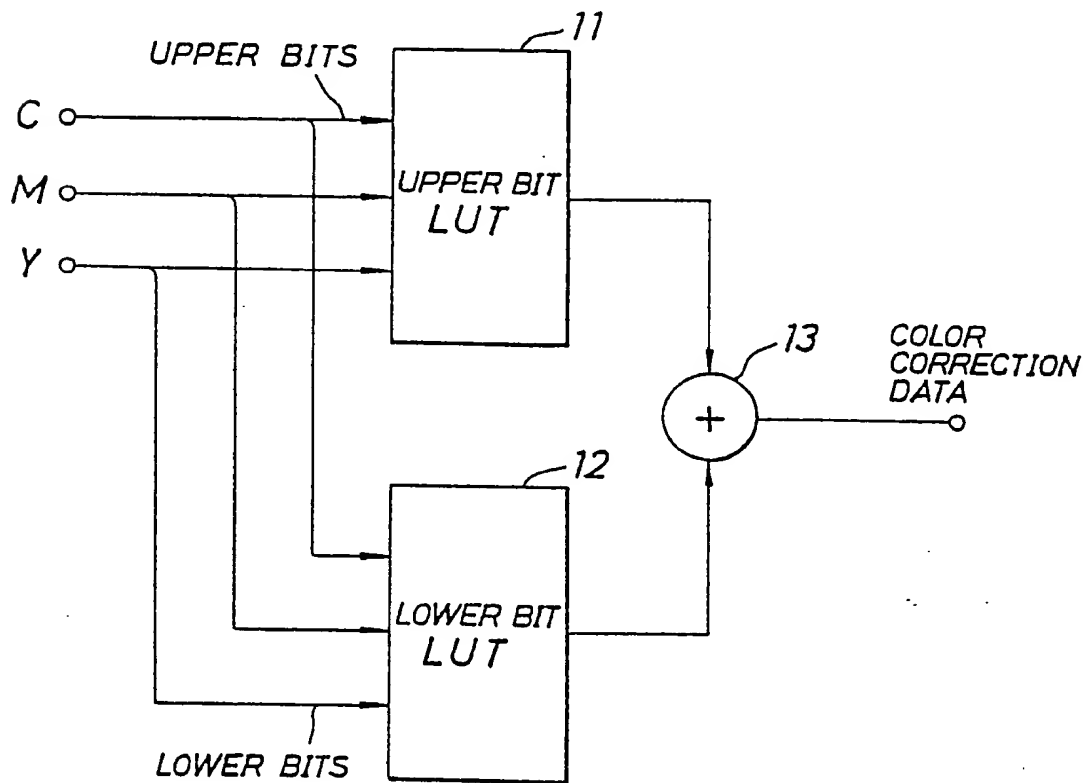 11
UPPER BITS
C
M
Y
UPPER BIT
LUT
13
COLOR
CORRECTION
DATA
+
12
LOWER BIT
LUT
LOWER BITS